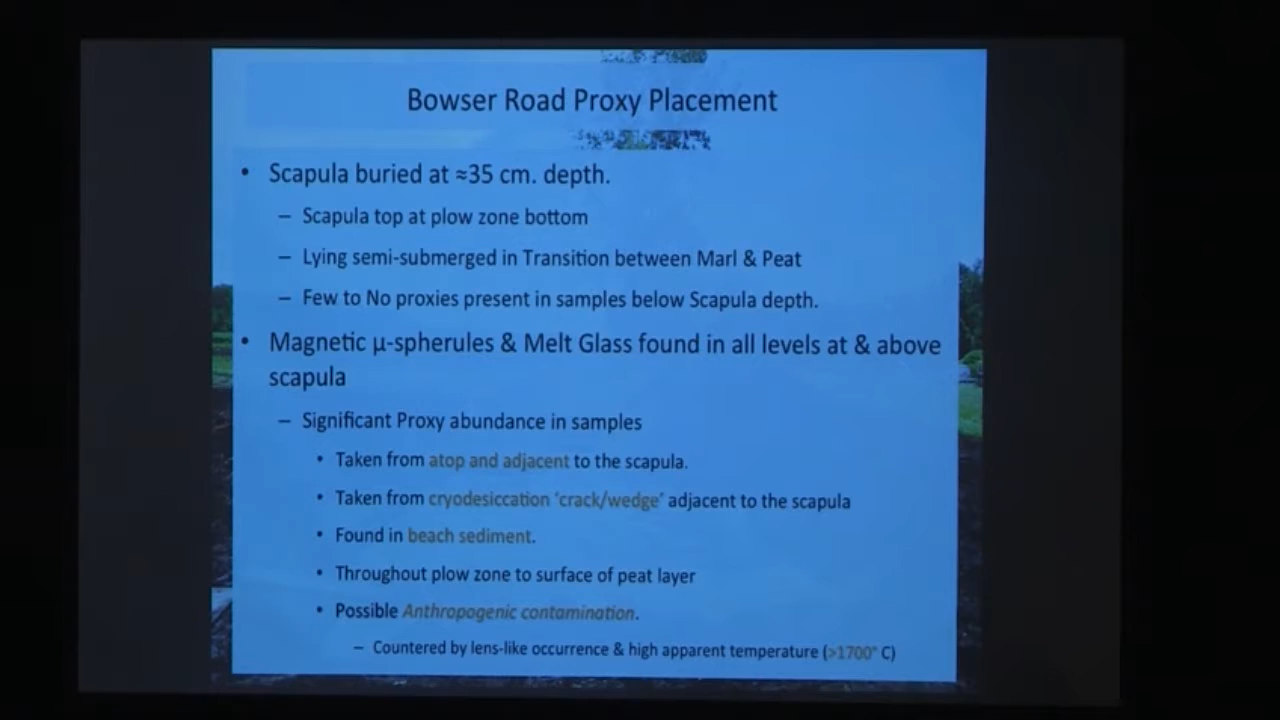 Bowser Road Proxy Placement
• Scapula buried at ≈35 cm. depth.
– Scapula top at plow zone bottom
– Lying semi-submerged in Transition between Marl & Peat
– Few to No proxies present in samples below Scapula depth.
• Magnetic µ-spherules & Melt Glass found in all levels at & above
scapula
– Significant Proxy abundance in samples
• Taken from atop and adjacent to the scapula.
• Taken from cryodesiccation ‘crack/wedge’ adjacent to the scapula
• Found in beach sediment.
• Throughout plow zone to surface of peat layer
• Possible Anthropogenic contamination.
– Countered by lens-like occurrence & high apparent temperature (>1700° C)